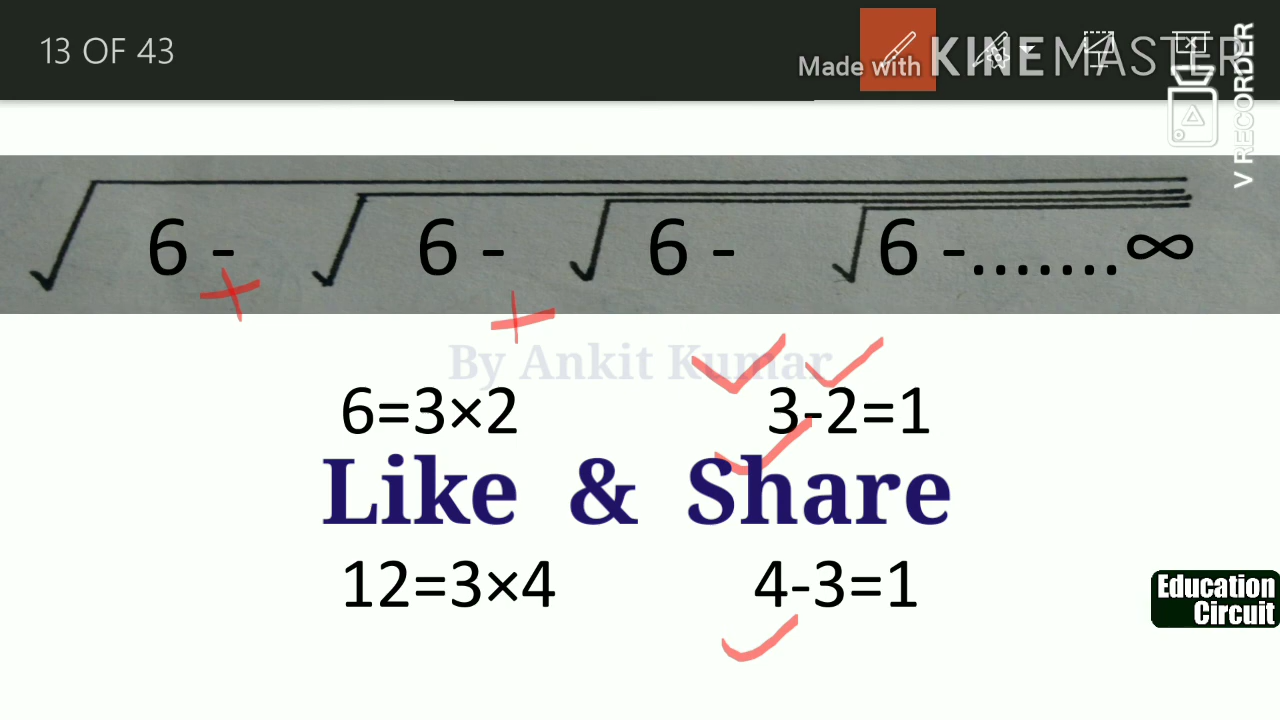 13 OF 43
Made with KINEMASTER
V RECORDER
√6 - √6 - √6 - √6 -.......∞
By Ankit Kumar
6=3×2 3-2=1
Like & Share
12=3×4 4-3=1
Education
Circuit